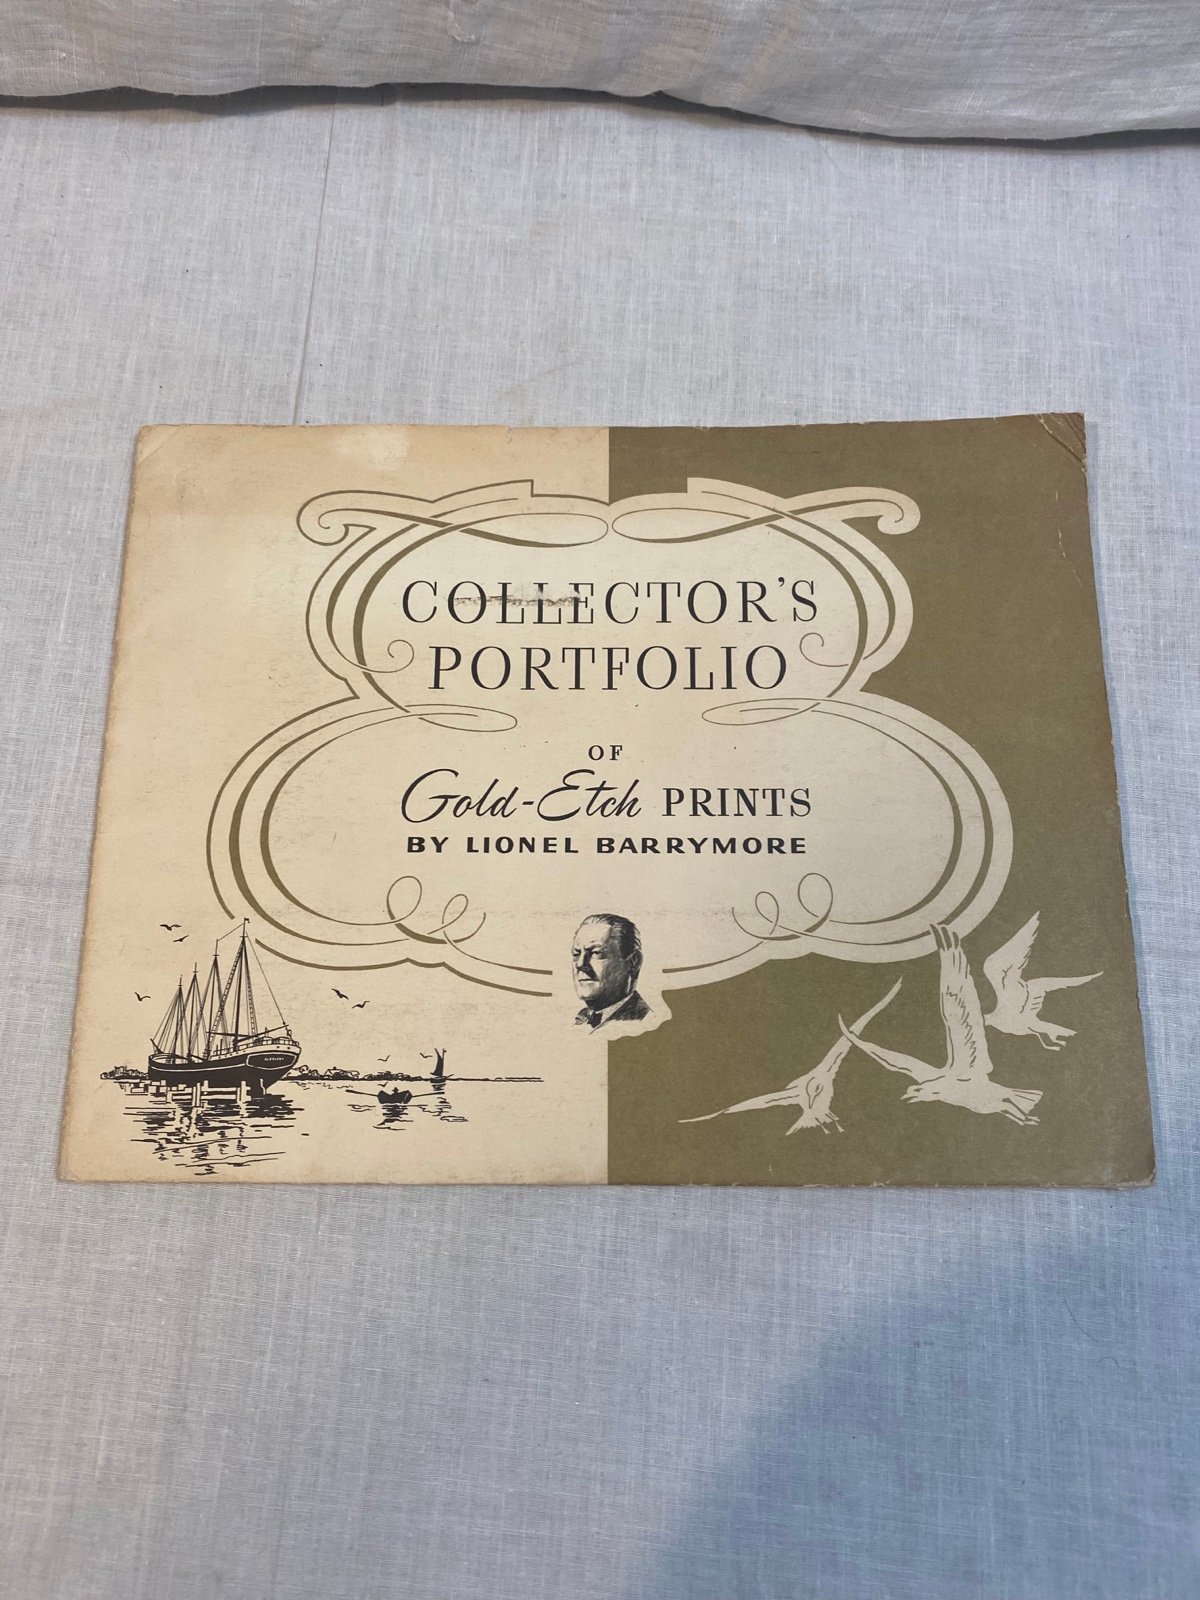 COLLECTOR'S
PORTFOLIO
OF
Gold-Etch PRINTS
BY LIONEL BARRYMORE